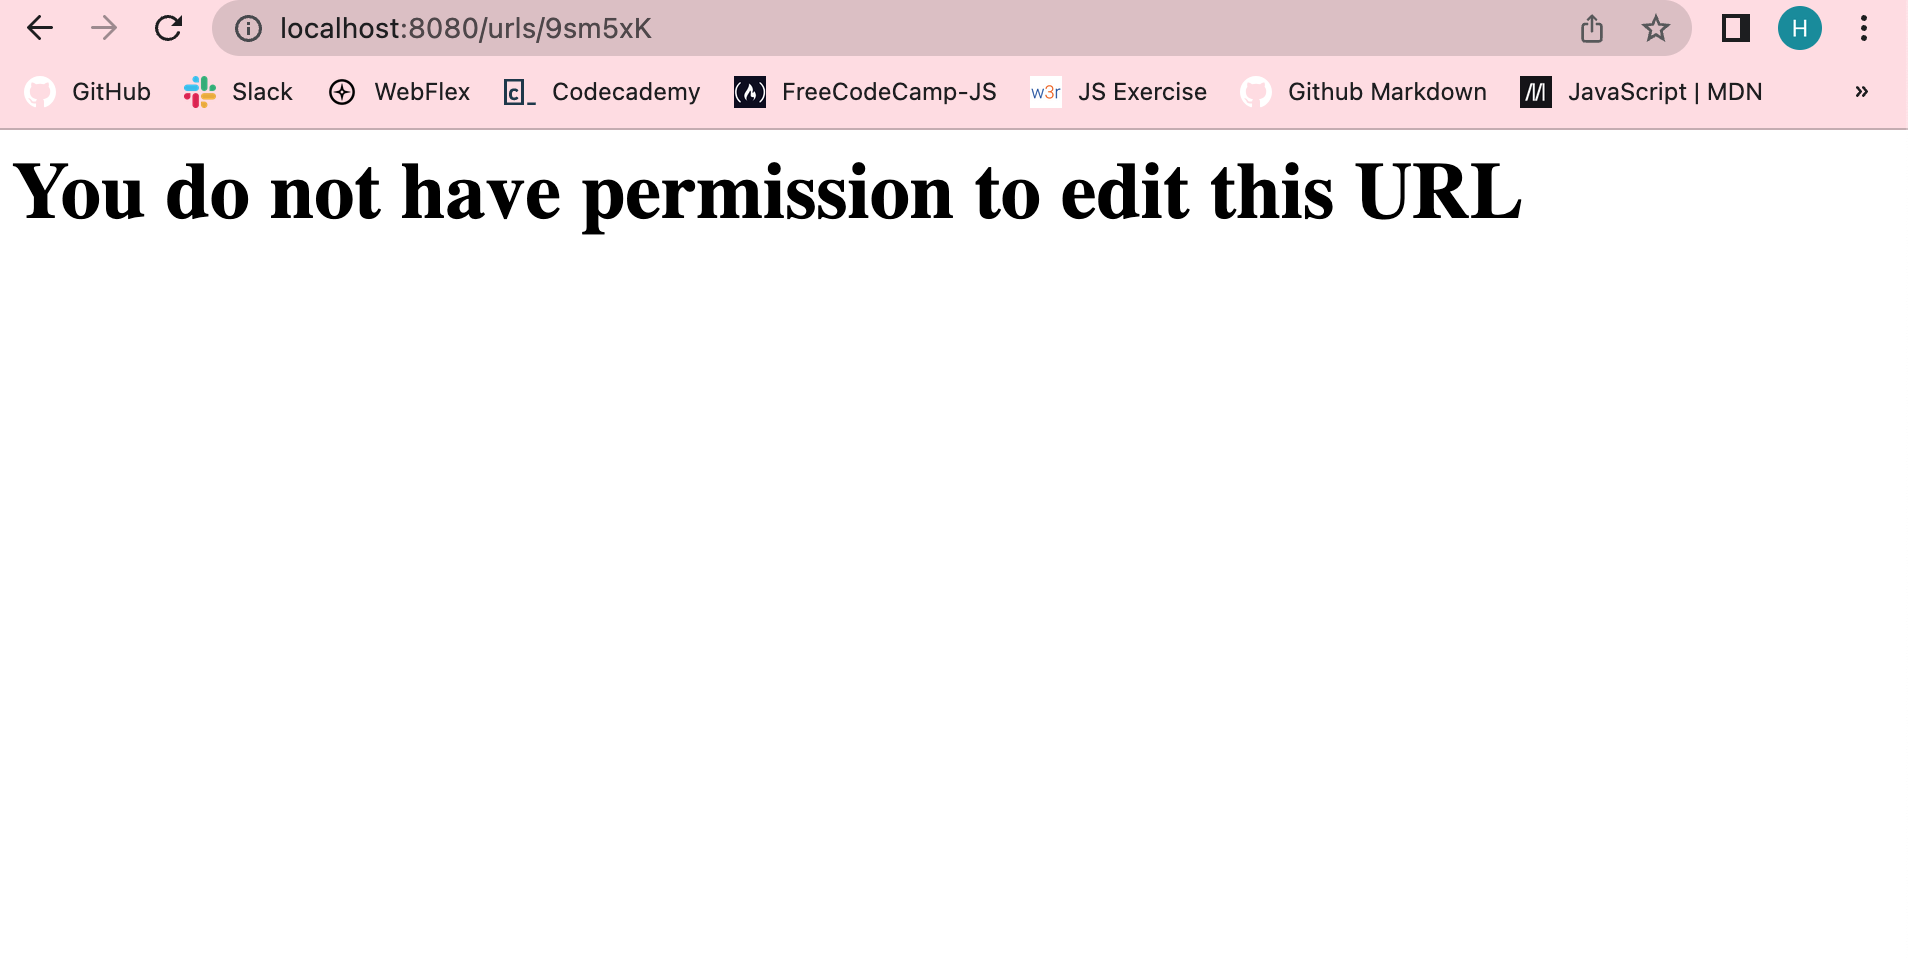 localhost:8080/urls/9sm5xK
H
GitHub Slack WebFlex c_ Codecademy FreeCodeCamp-JS w3r JS Exercise Github Markdown M JavaScript | MDN »
You do not have permission to edit this URL